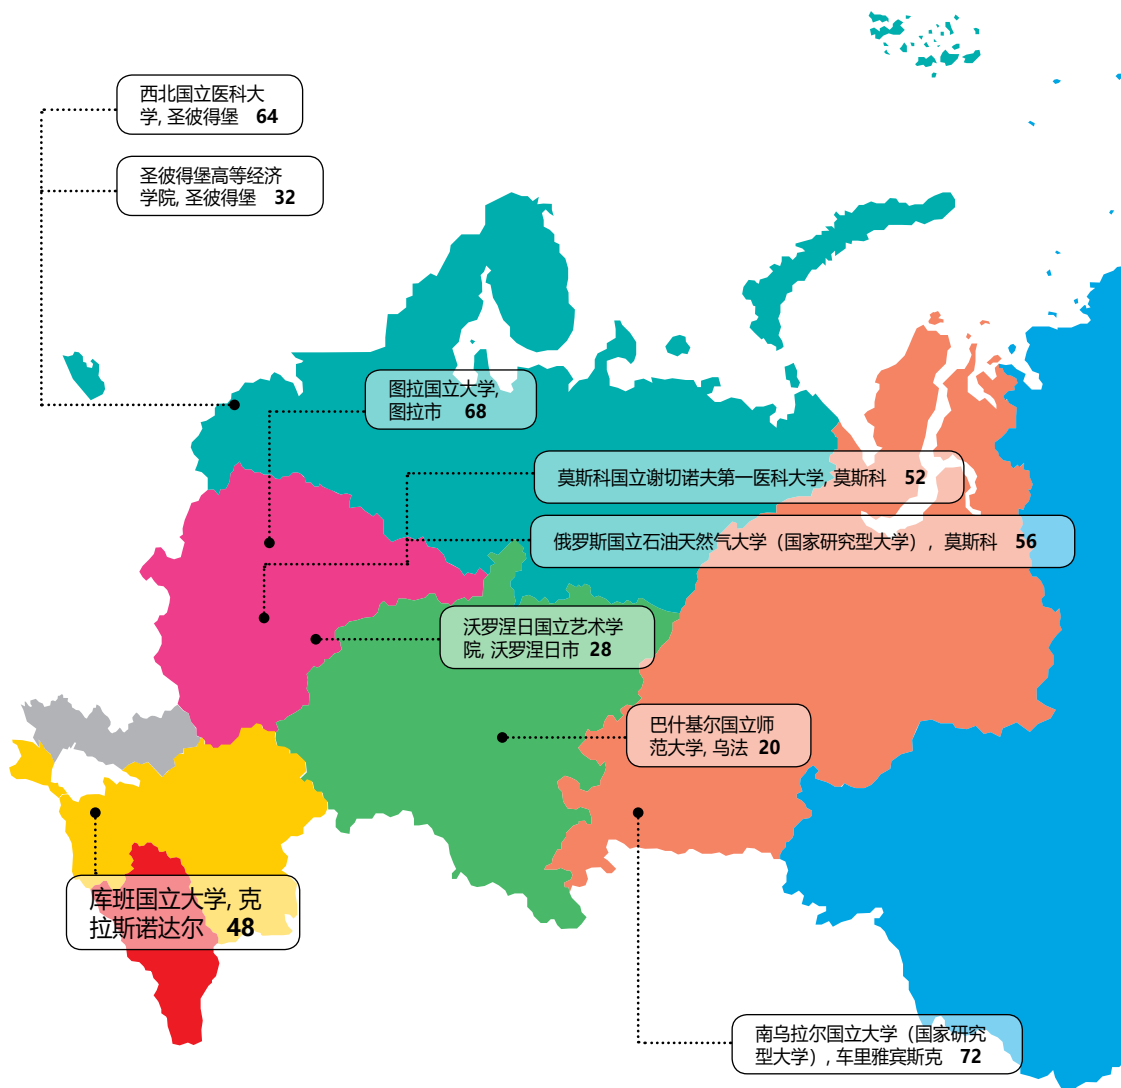 西北国立医科大
学, 圣彼得堡 64
圣彼得堡高等经济
学院, 圣彼得堡 32
图拉国立大学,
图拉市 68
莫斯科国立谢切诺夫第一医科大学, 莫斯科 52
俄罗斯国立石油天然气大学（国家研究型大学）, 莫斯科 56
沃罗涅日国立艺术学
院, 沃罗涅日市 28
巴什基尔国立师
范大学, 乌法 20
库班国立大学, 克
拉斯诺达尔 48
南乌拉尔国立大学（国家研究
型大学）, 车里雅宾斯克 72